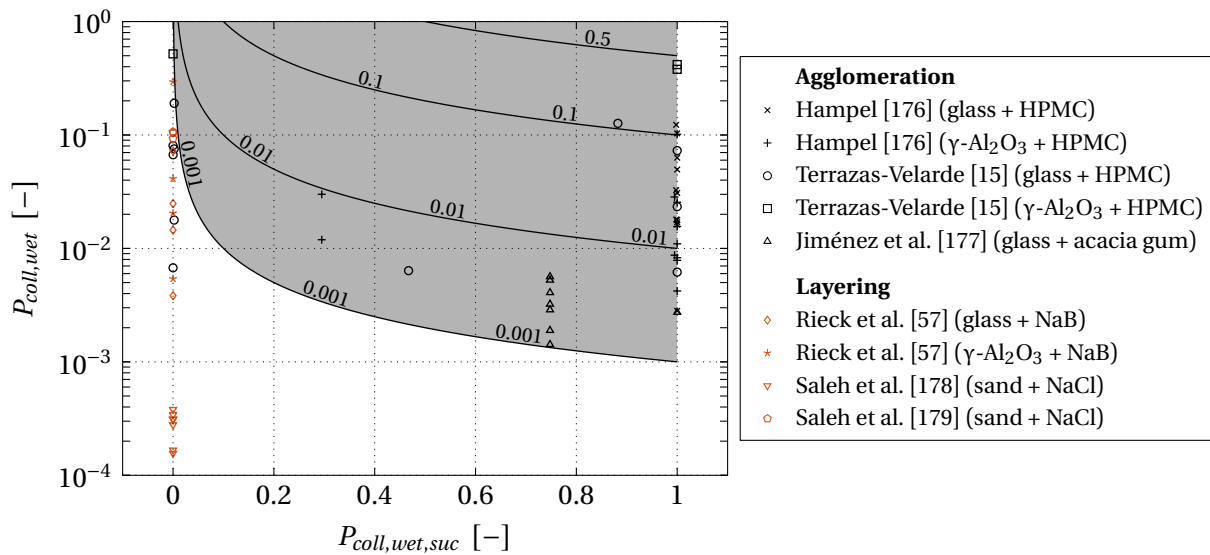 10⁰
10⁻¹
10⁻²
10⁻³
10⁻⁴
P_coll,wet [−]
0
0.2
0.4
0.6
0.8
1
P_coll,wet,suc [−]
0.5
0.1
0.1
0.01
0.01
0.001
0.001
0.001
Agglomeration
Hampel [176] (glass + HPMC)
Hampel [176] (γ-Al₂O₃ + HPMC)
Terrazas-Velarde [15] (glass + HPMC)
Terrazas-Velarde [15] (γ-Al₂O₃ + HPMC)
Jiménez et al. [177] (glass + acacia gum)
Layering
Rieck et al. [57] (glass + NaB)
Rieck et al. [57] (γ-Al₂O₃ + NaB)
Saleh et al. [178] (sand + NaCl)
Saleh et al. [179] (sand + NaCl)